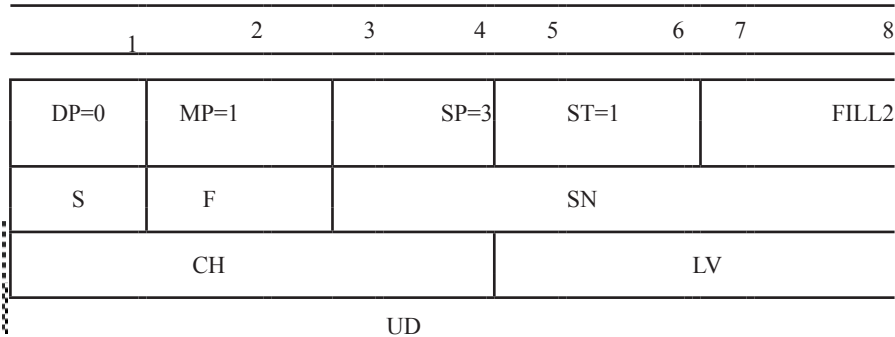 1 2 3 4 5 6 7 8
DP=0 MP=1 SP=3 ST=1 FILL2
S F SN
CH LV
UD